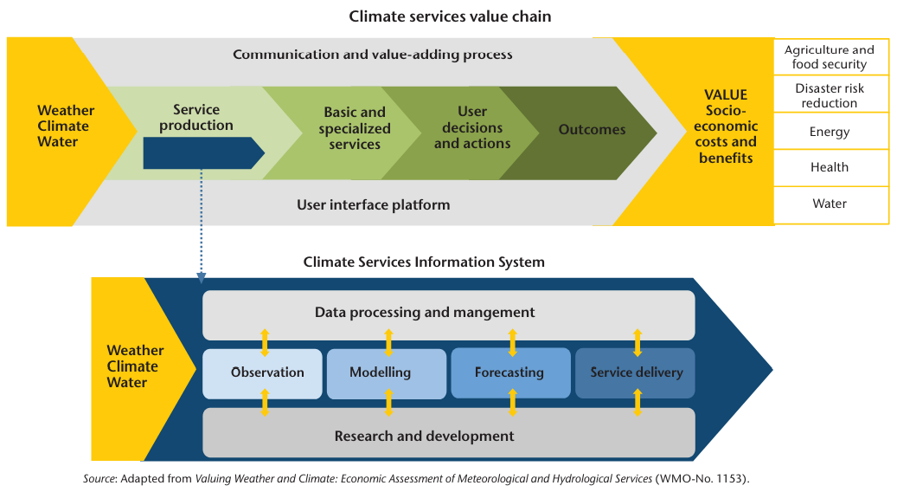 Climate services value chain
Communication and value-adding process
Weather
Climate
Water
Service
production
Basic and
specialized
services
User
decisions
and actions
Outcomes
VALUE
Socio-
economic
costs and
benefits
Agriculture and
food security
Disaster risk
reduction
Energy
Health
Water
User interface platform
Climate Services Information System
Data processing and mangement
Weather
Climate
Water
Observation
Modelling
Forecasting
Service delivery
Research and development
Source: Adapted from Valuing Weather and Climate: Economic Assessment of Meteorological and Hydrological Services (WMO-No. 1153).